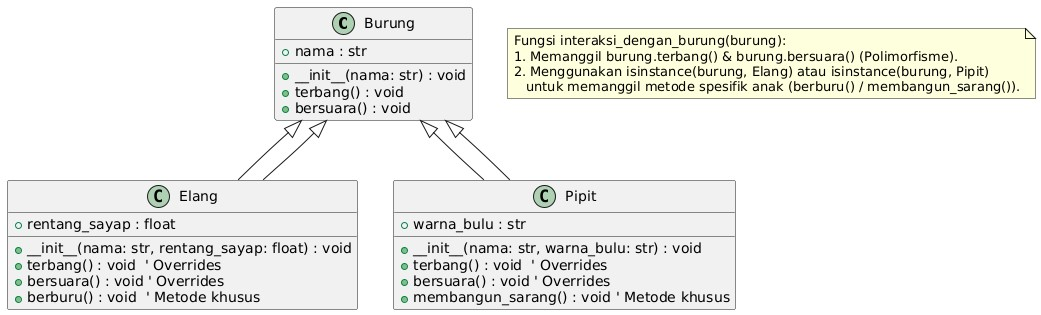 C Burung
nama : str
__init__(nama: str) : void
terbang() : void
bersuara() : void
Fungsi interaksi_dengan_burung(burung):
1. Memanggil burung.terbang() & burung.bersuara() (Polimorfisme).
2. Menggunakan isinstance(burung, Elang) atau isinstance(burung, Pipit)
untuk memanggil metode spesifik anak (berburu() / membangun_sarang()).
C Elang
rentang_sayap : float
__init__(nama: str, rentang_sayap: float) : void
terbang() : void ' Overrides
bersuara() : void ' Overrides
berburu() : void ' Metode khusus
C Pipit
warna_bulu : str
__init__(nama: str, warna_bulu: str) : void
terbang() : void ' Overrides
bersuara() : void ' Overrides
membangun_sarang() : void ' Metode khusus